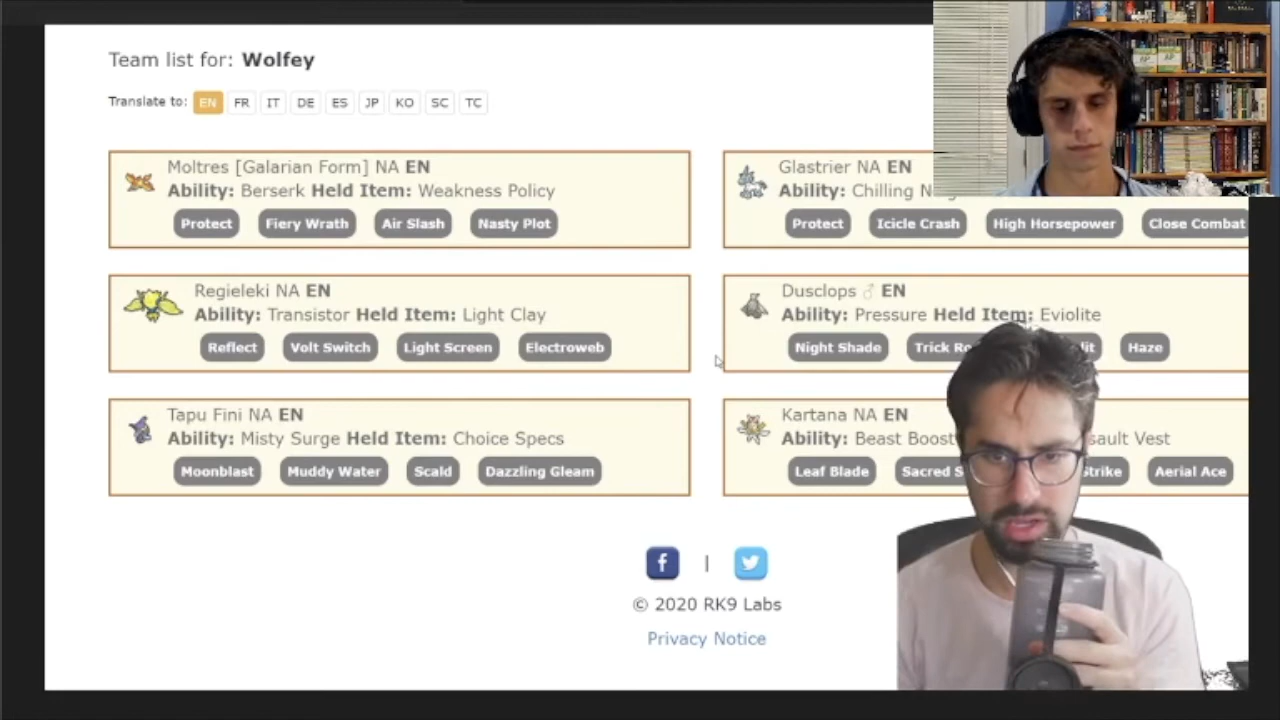 Team list for: Wolfey
Translate to: EN FR IT DE ES JP KO SC TC
Moltres [Galarian Form] NA EN
Ability: Berserk Held Item: Weakness Policy
Protect Fiery Wrath Air Slash Nasty Plot
Glastrier NA EN
Ability: Chilling
Protect Icicle Crash High Horsepower Close Combat
Regieleki NA EN
Ability: Transistor Held Item: Light Clay
Reflect Volt Switch Light Screen Electroweb
Dusclops ♂ EN
Ability: Pressure Held Item: Eviolite
Night Shade Trick Haze
Tapu Fini NA EN
Ability: Misty Surge Held Item: Choice Specs
Moonblast Muddy Water Scald Dazzling Gleam
Kartana NA EN
Ability: Beast Boost Vest
Leaf Blade Sacred Strike Aerial Ace
f |
© 2020 RK9 Labs
Privacy Notice